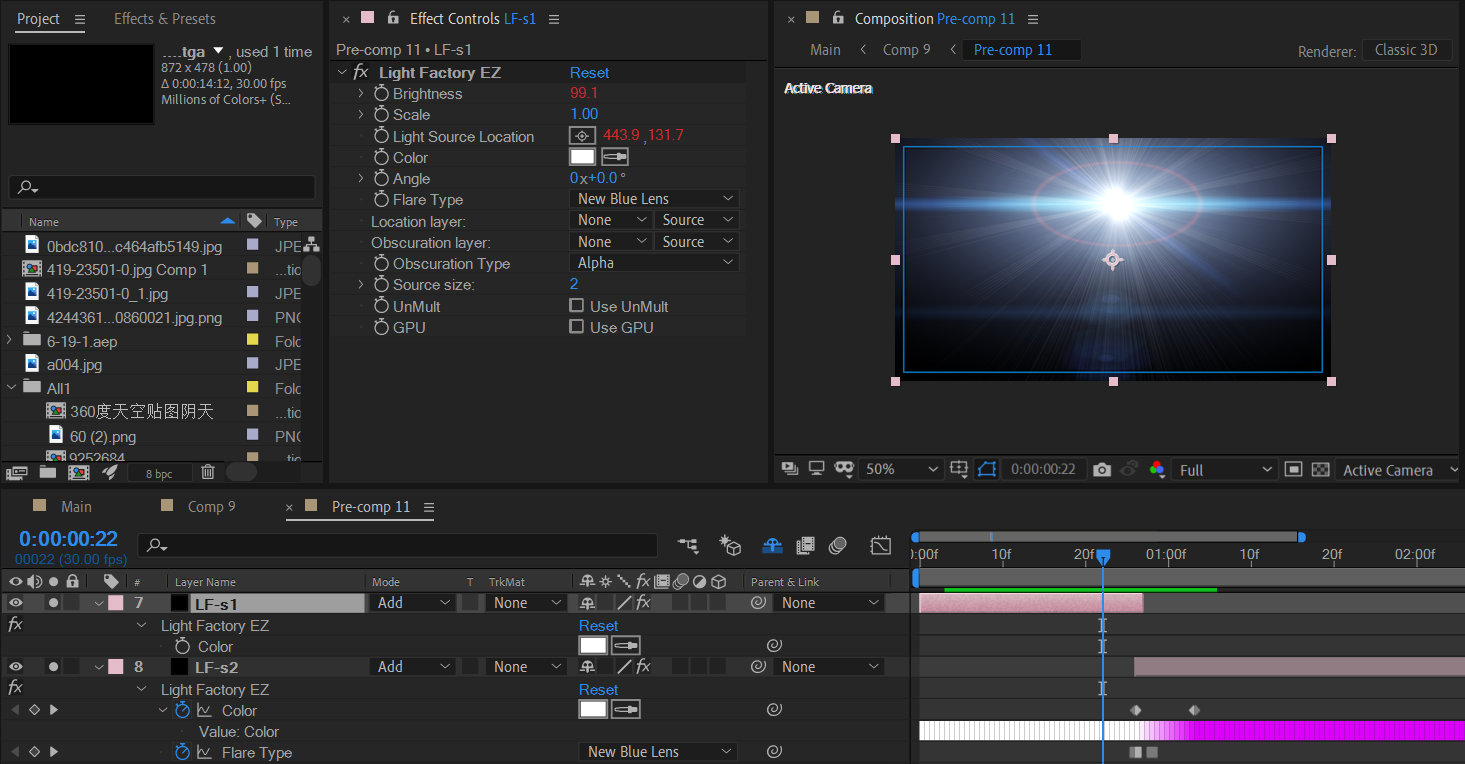 Project
Effects & Presets
.....tga , used 1 time
872 x 478 (1.00)
Δ 0:00:14:12, 30.00 fps
Millions of Colors+ (S...
Name Type
0bdc810...c464afb5149.jpg JPE
419-23501-0.jpg Comp 1 ...tic
419-23501-0_1.jpg JPE
4244361...0860021.jpg.png PNG
6-19-1.aep Fold
a004.jpg JPE
All1 Fold
360度天空贴图阴天 ...tic
60 (2).png PNG
9252684 ...tic
8 bpc
Effect Controls LF-s1
Pre-comp 11 • LF-s1
fx Light Factory EZ Reset
Brightness 99.1
Scale 1.00
Light Source Location 443.9 ,131.7
Color
Angle 0x+0.0°
Flare Type New Blue Lens
Location layer: None Source
Obscuration layer: None Source
Obscuration Type Alpha
Source size: 2
UnMult Use UnMult
GPU Use GPU
Composition Pre-comp 11
Main Comp 9 Pre-comp 11 Renderer: Classic 3D
Active Camera
50% 0:00:00:22 Full Active Camera
Main Comp 9 Pre-comp 11
0:00:00:22
00022 (30.00 fps)
):00f 10f 20f 01:00f 10f 20f 02:00f
# Layer Name Mode T TrkMat fx Parent & Link
7 LF-s1 Add None fx None
fx Light Factory EZ Reset
Color
8 LF-s2 Add None fx None
fx Light Factory EZ Reset
Color
Value: Color
Flare Type New Blue Lens